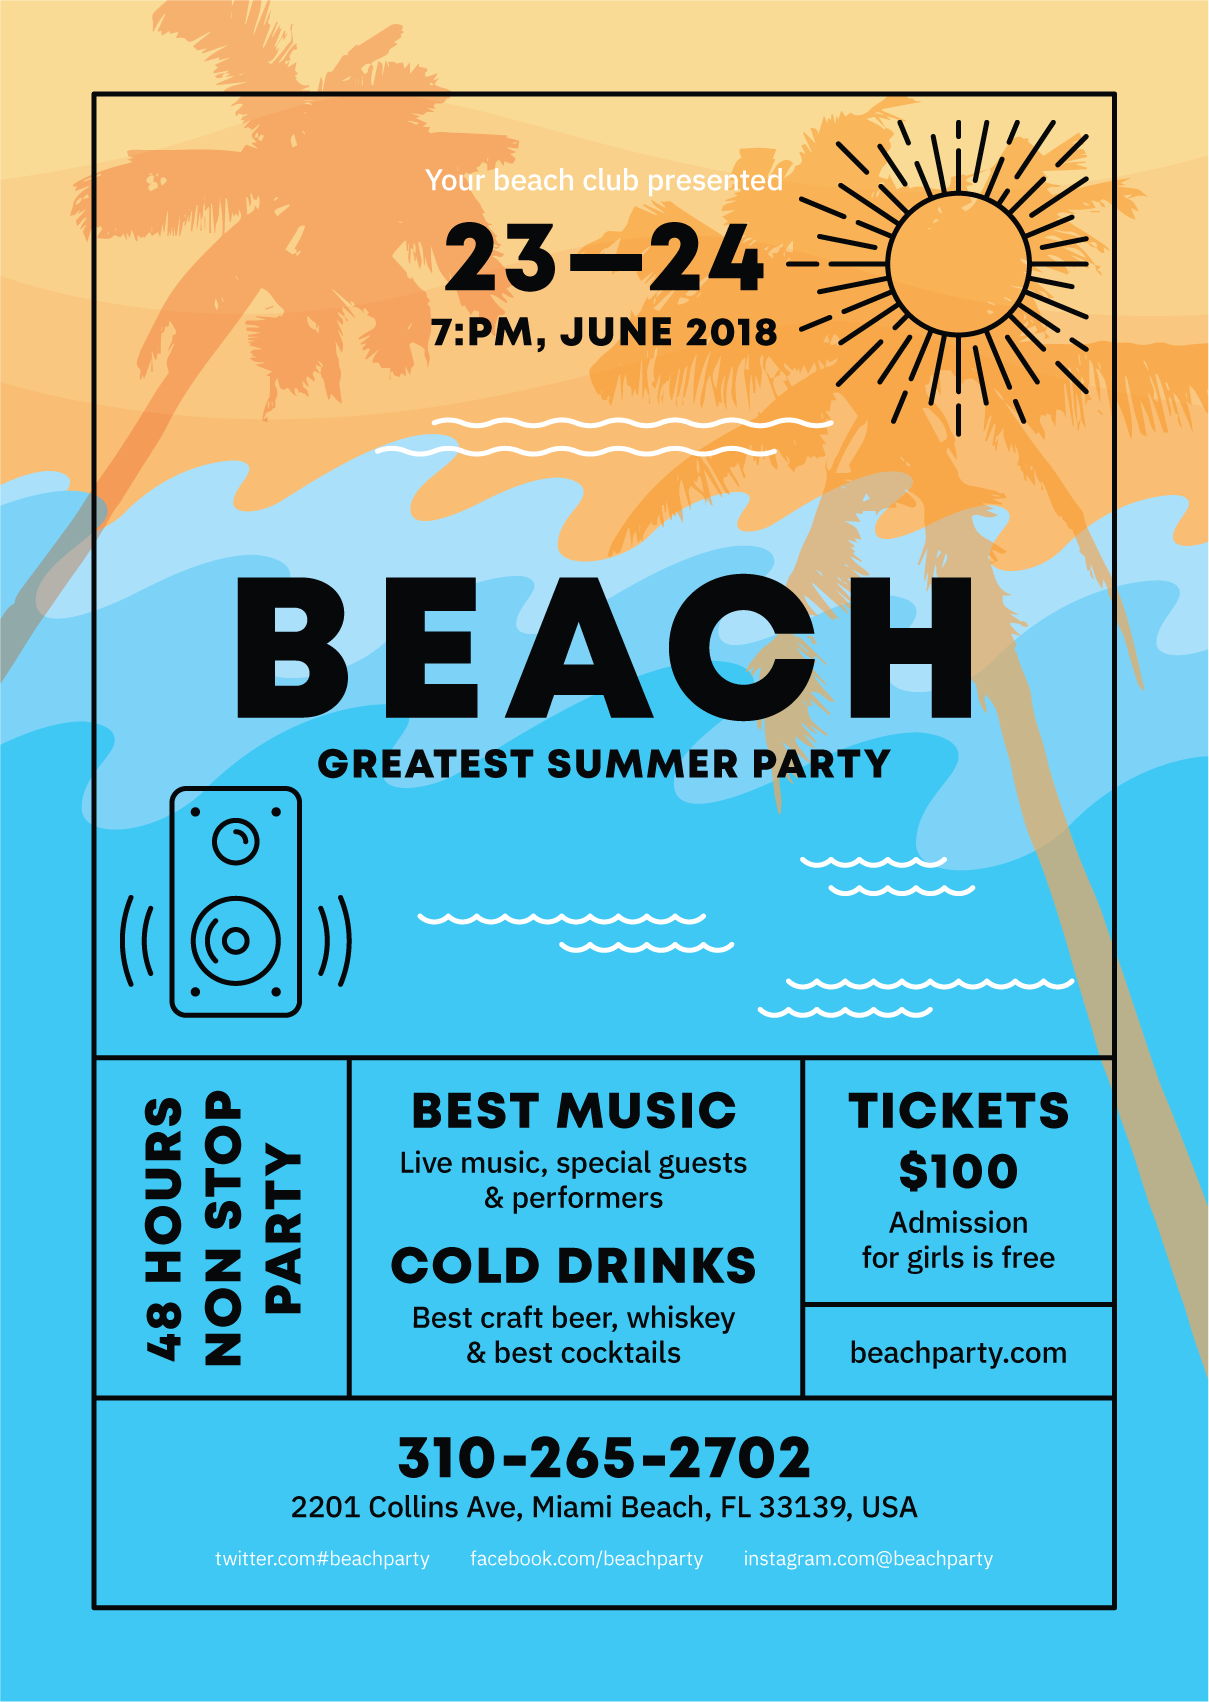 Your beach club presented
23—24
7:PM, JUNE 2018
BEACH
GREATEST SUMMER PARTY
48 HOURS
NON STOP
PARTY
BEST MUSIC
Live music, special guests
& performers
COLD DRINKS
Best craft beer, whiskey
& best cocktails
TICKETS
$100
Admission
for girls is free
beachparty.com
310-265-2702
2201 Collins Ave, Miami Beach, FL 33139, USA
twitter.com#beachparty facebook.com/beachparty instagram.com@beachparty